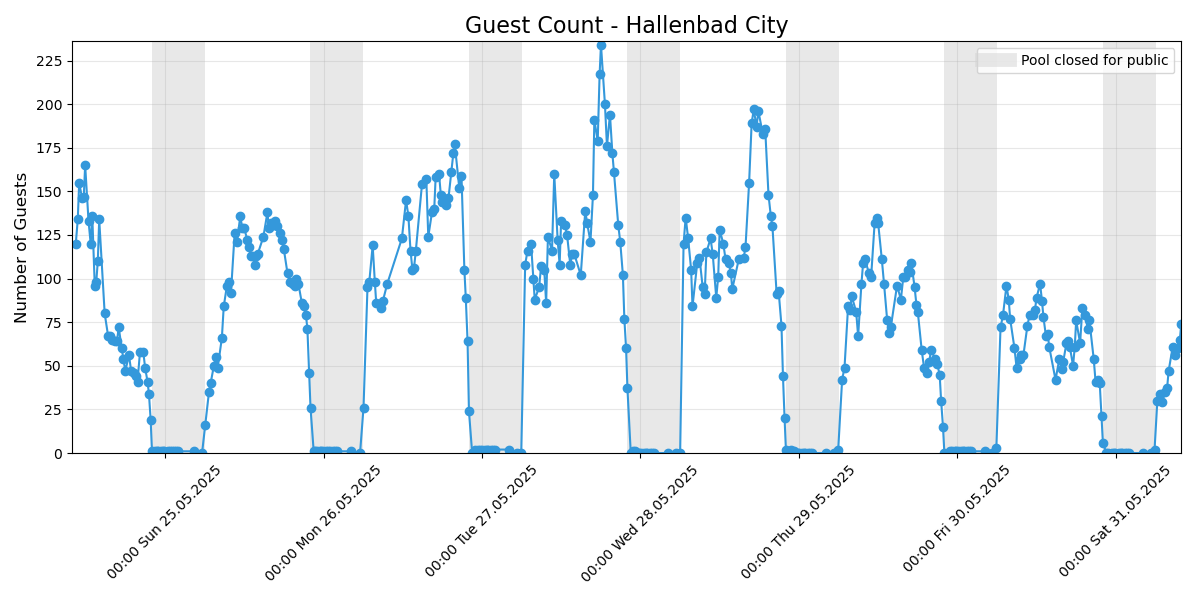 Guest Count - Hallenbad City
Number of Guests
225
200
175
150
125
100
75
50
25
0
Pool closed for public
00:00 Sun 25.05.2025
00:00 Mon 26.05.2025
00:00 Tue 27.05.2025
00:00 Wed 28.05.2025
00:00 Thu 29.05.2025
00:00 Fri 30.05.2025
00:00 Sat 31.05.2025